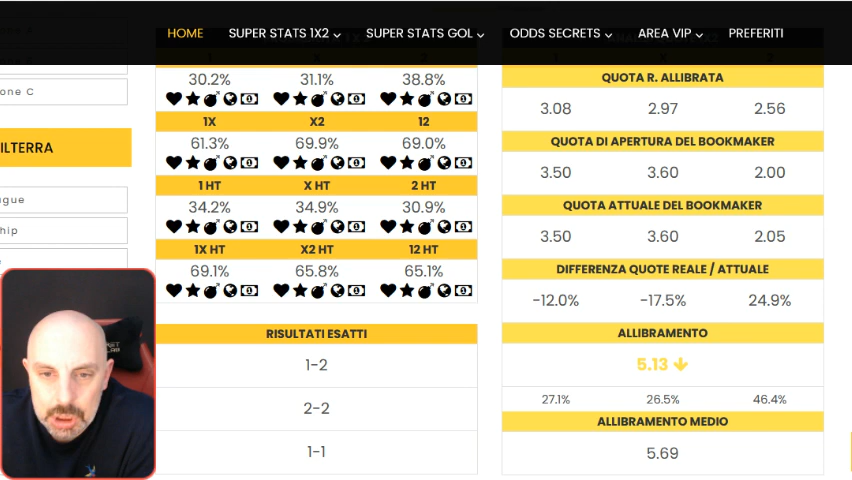 HOME SUPER STATS 1X2 SUPER STATS GOL ODDS SECRETS AREA VIP PREFERITI
one C
ILTERRA
ague
ship
30.2% 31.1% 38.8%
1X X2 12
61.3% 69.9% 69.0%
1 HT X HT 2 HT
34.2% 34.9% 30.9%
1X HT X2 HT 12 HT
69.1% 65.8% 65.1%
RISULTATI ESATTI
1-2
2-2
1-1
QUOTA R. ALLIBRATA
3.08 2.97 2.56
QUOTA DI APERTURA DEL BOOKMAKER
3.50 3.60 2.00
QUOTA ATTUALE DEL BOOKMAKER
3.50 3.60 2.05
DIFFERENZA QUOTE REALE / ATTUALE
-12.0% -17.5% 24.9%
ALLIBRAMENTO
5.13
27.1% 26.5% 46.4%
ALLIBRAMENTO MEDIO
5.69